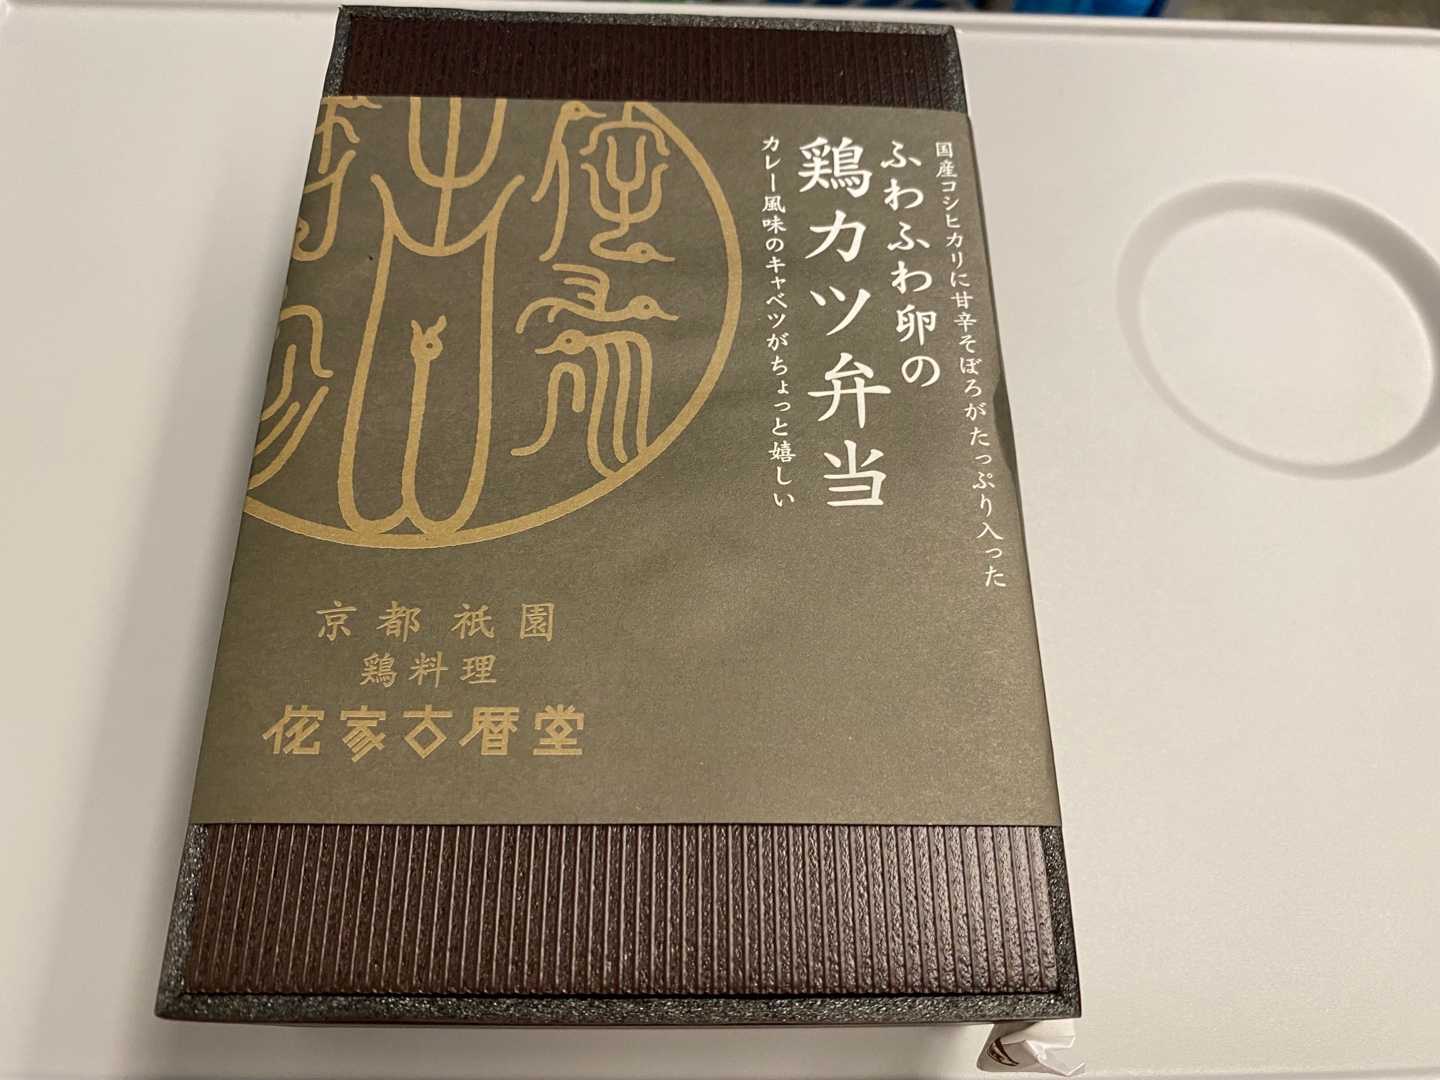 国産コシヒカリに甘辛そぼろがたっぷり入った
ふわふわ卵の
鶏カツ弁当
カレー風味のキャベツがちょっと嬉しい
京都祇園
鶏料理
侘家古暦堂